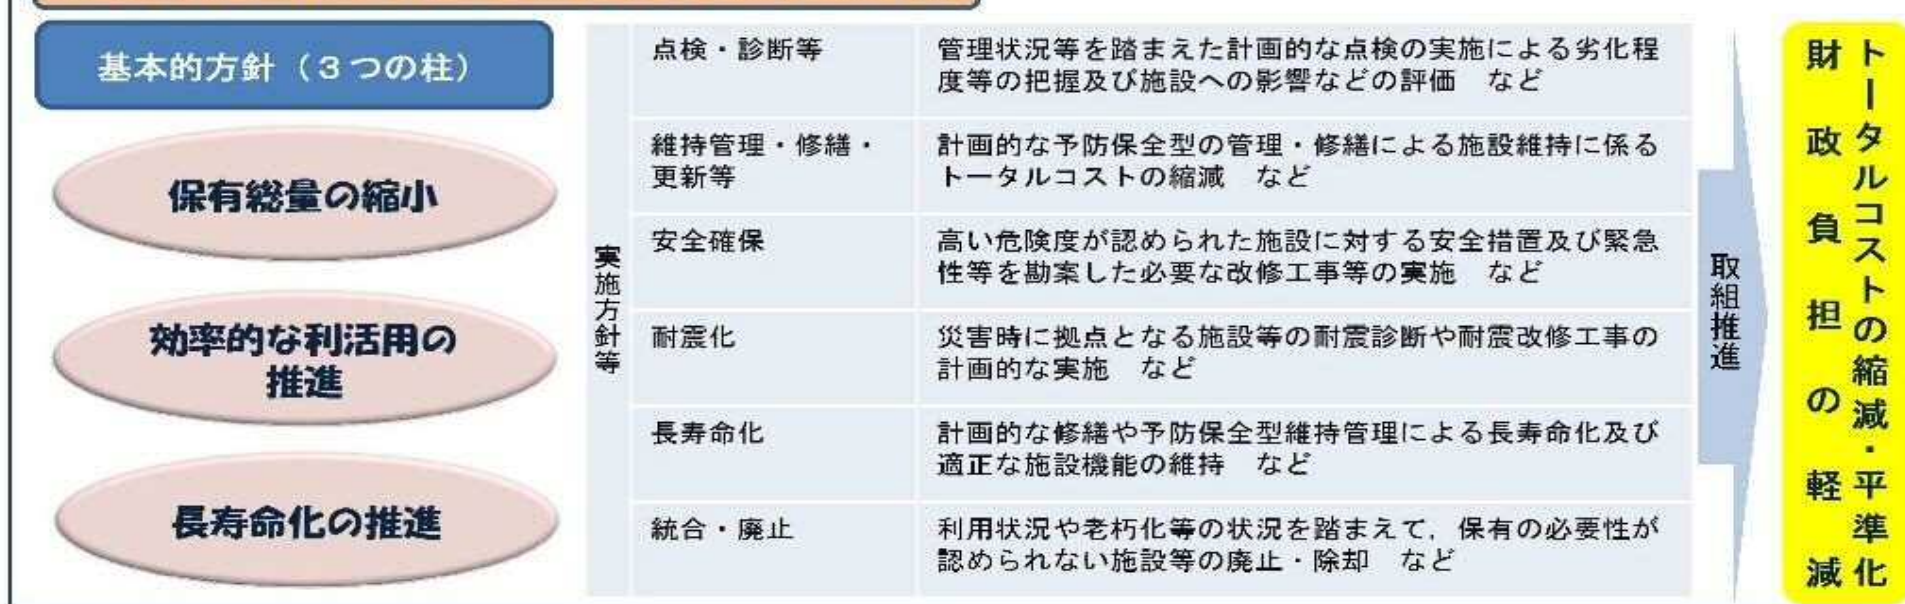 基本的方針（３つの柱）
保有総量の縮小
効率的な利活用の
推進
長寿命化の推進
実施方針等
点検・診断等
管理状況等を踏まえた計画的な点検の実施による劣化程
度等の把握及び施設への影響などの評価　など
維持管理・修繕・
更新等
計画的な予防保全型の管理・修繕による施設維持に係る
トータルコストの縮減　など
安全確保
高い危険度が認められた施設に対する安全措置及び緊急
性等を勘案した必要な改修工事等の実施　など
耐震化
災害時に拠点となる施設等の耐震診断や耐震改修工事の
計画的な実施　など
長寿命化
計画的な修繕や予防保全型維持管理による長寿命化及び
適正な施設機能の維持　など
統合・廃止
利用状況や老朽化等の状況を踏まえて，保有の必要性が
認められない施設等の廃止・除却　など
取組推進
トータルコストの縮減・平準化
財政負担の軽減